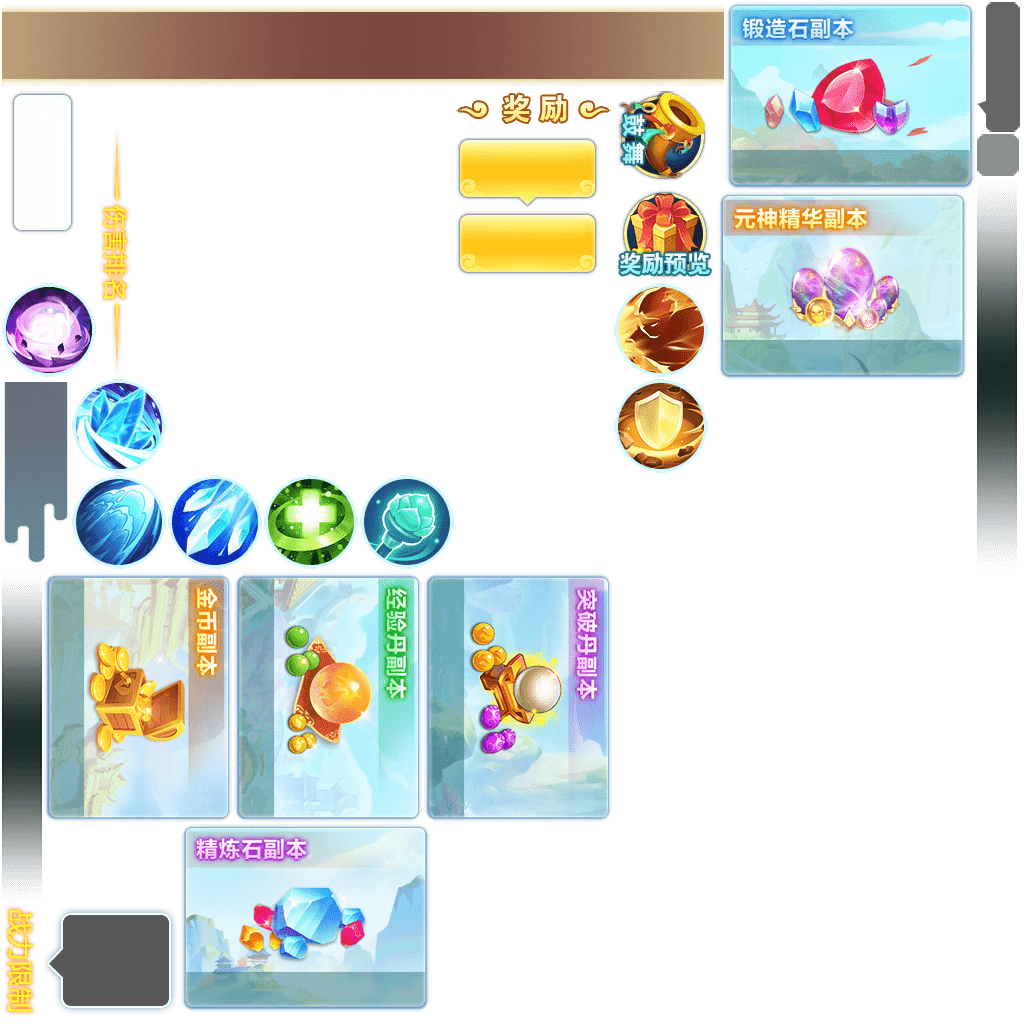 锻造石副本
奖励
鼓舞
伤害排名
元神精华副本
奖励预览
金币副本
经验丹副本
突破丹副本
精炼石副本
战力限制